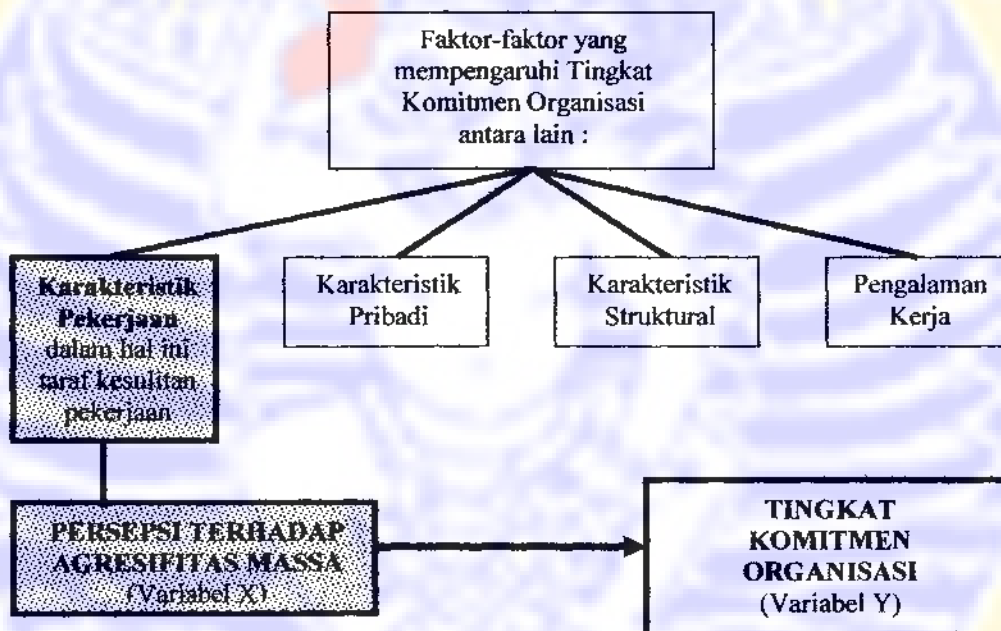 Faktor-faktor yang
mempengaruhi Tingkat
Komitmen Organisasi
antara lain :
Karakteristik
Pekerjaan
dalam hal ini
taraf kesulitan
pekerjaan
Karakteristik
Pribadi
Karakteristik
Struktural
Pengalaman
Kerja
PERSEPSI TERHADAP
AGRESIFITAS MASSA
(Variabel X)
TINGKAT
KOMITMEN
ORGANISASI
(Variabel Y)